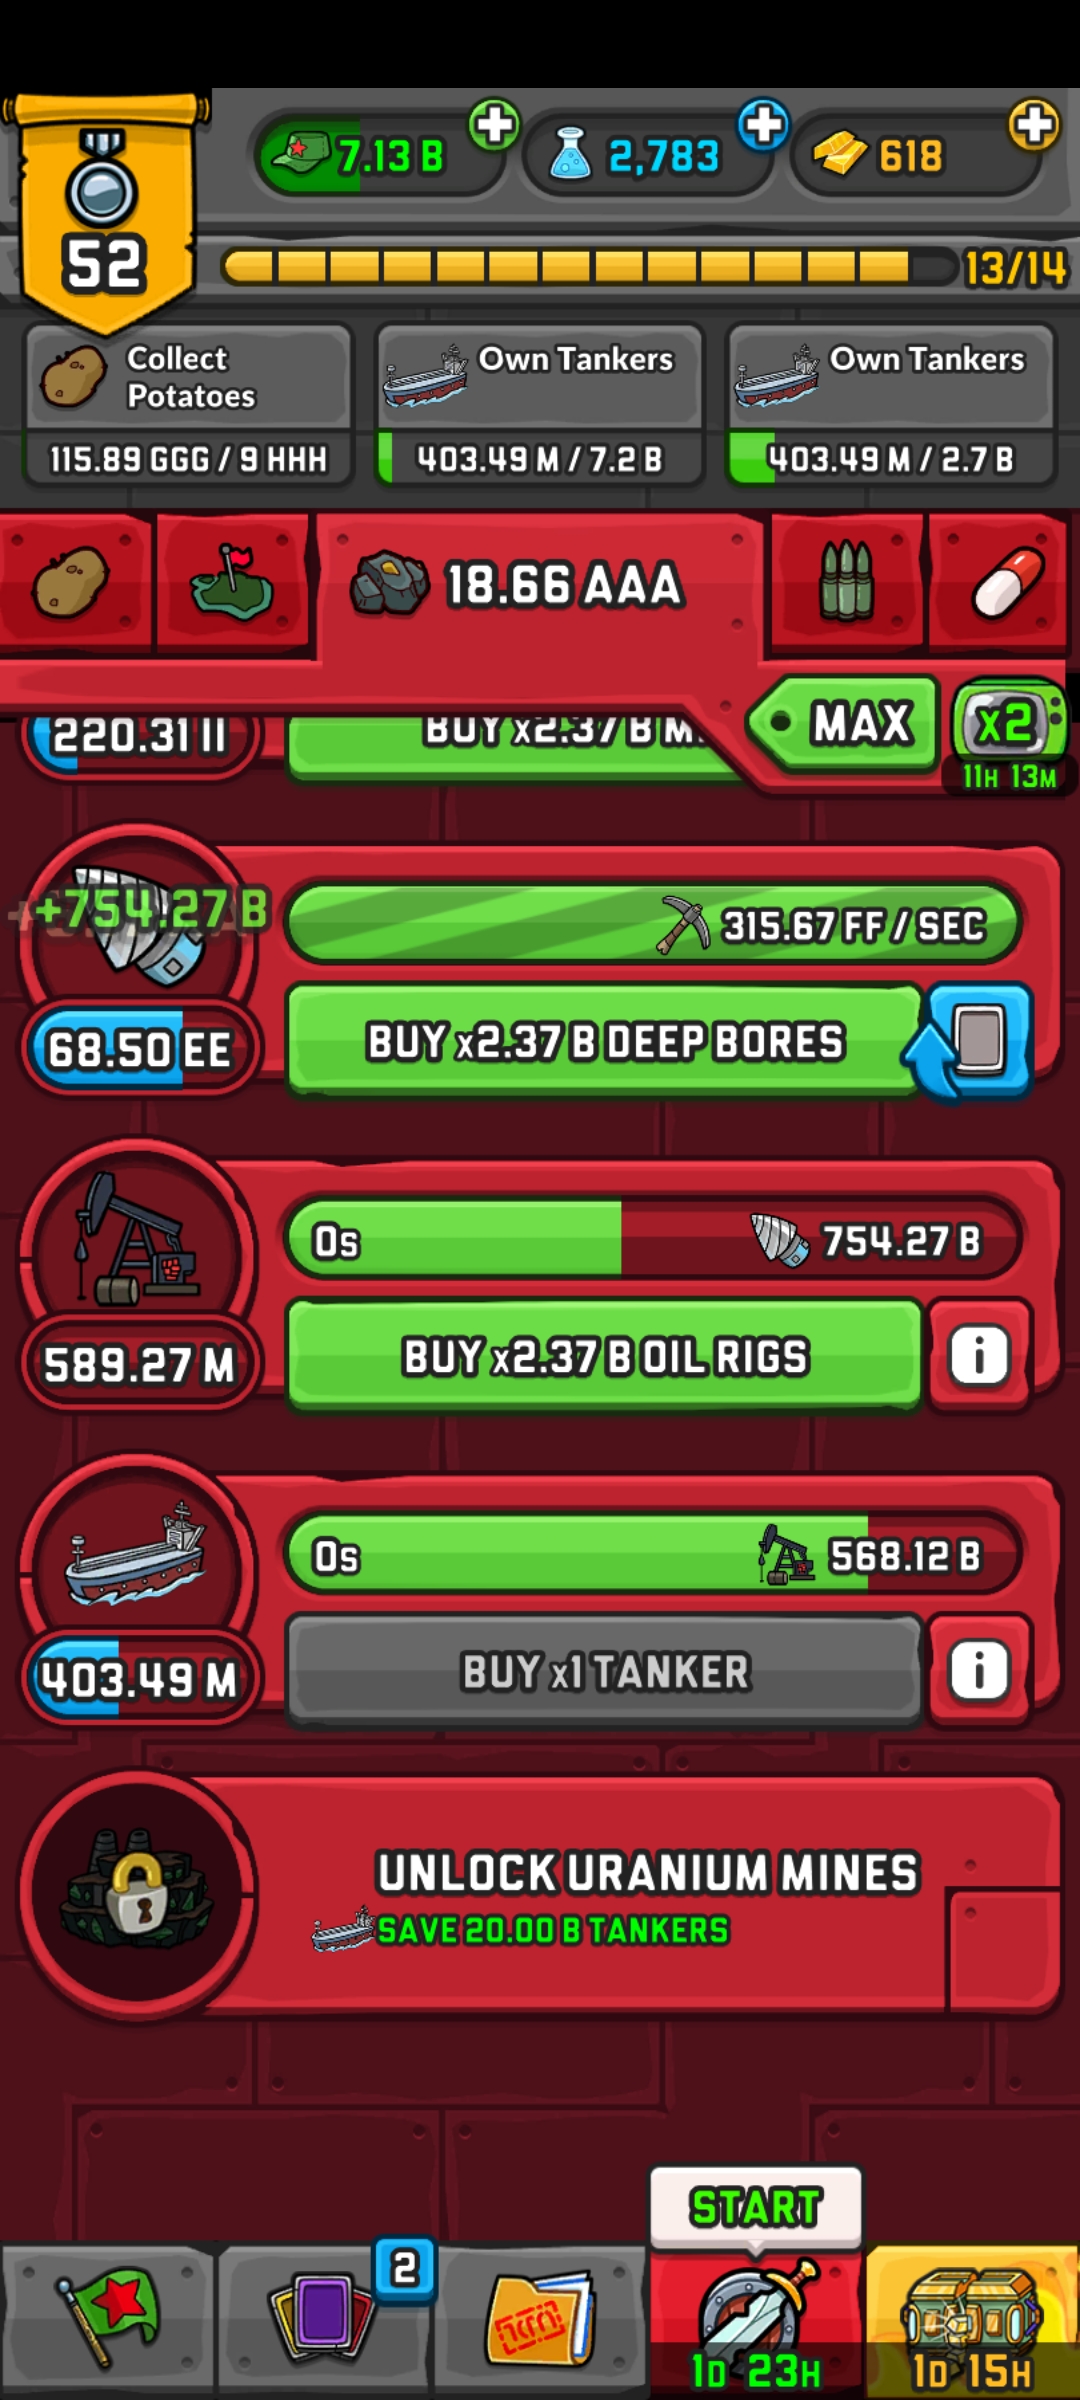 7.13 B
2,783
618
52
13/14
Collect
Potatoes
115.89 GGG / 9 HHH
Own Tankers
403.49 M / 7.2 B
Own Tankers
403.49 M / 2.7 B
18.66 AAA
MAX
x2
11H 13M
220.31 II
BUY x2.37 B M
+754.27 B
315.67 FF / SEC
68.50 EE
BUY x2.37 B DEEP BORES
0s
754.27 B
589.27 M
BUY x2.37 B OIL RIGS
i
0s
568.12 B
403.49 M
BUY x1 TANKER
i
UNLOCK URANIUM MINES
SAVE 20.00 B TANKERS
START
2
1D 23H
1D 15H